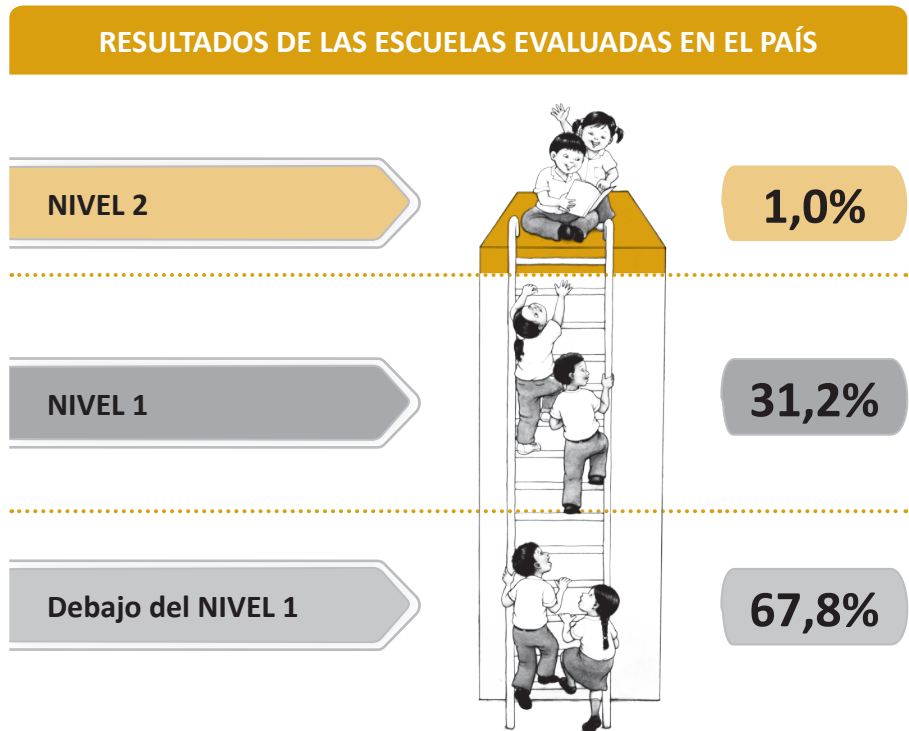 RESULTADOS DE LAS ESCUELAS EVALUADAS EN EL PAÍS
NIVEL 2
1,0%
NIVEL 1
31,2%
Debajo del NIVEL 1
67,8%